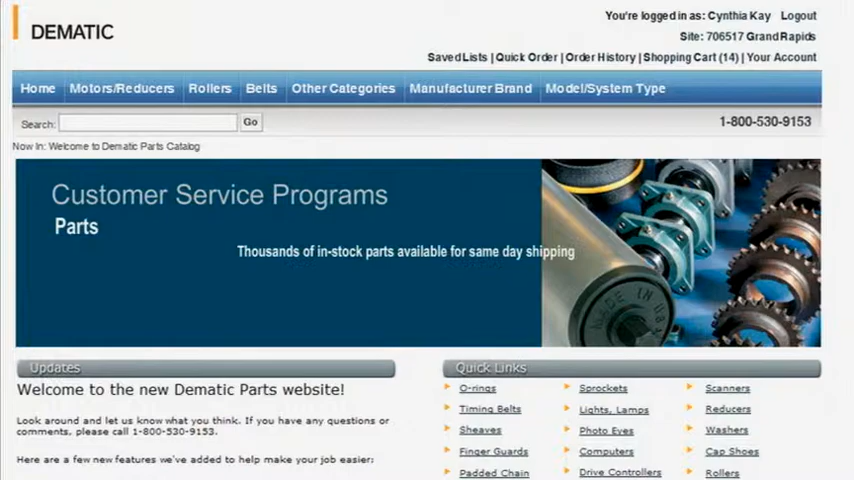 You're logged in as: Cynthia Kay Logout
DEMATIC
Site: 706517 Grand Rapids
Saved Lists | Quick Order | Order History | Shopping Cart (14) | Your Account
Home Motors/Reducers Rollers Belts Other Categories Manufacturer Brand Model/System Type
Search: Go 1-800-530-9153
Now In: Welcome to Dematic Parts Catalog
Customer Service Programs
Parts
Thousands of in-stock parts available for same day shipping
MADE IN USA
Updates
Welcome to the new Dematic Parts website!
Look around and let us know what you think. If you have any questions or
comments, please call 1-800-530-9153.
Here are a few new features we've added to help make your job easier:
Quick Links
O-rings Sprockets Scanners
Timing Belts Lights, Lamps Reducers
Sheaves Photo Eyes Washers
Finger Guards Computers Cap Shoes
Padded Chain Drive Controllers Rollers